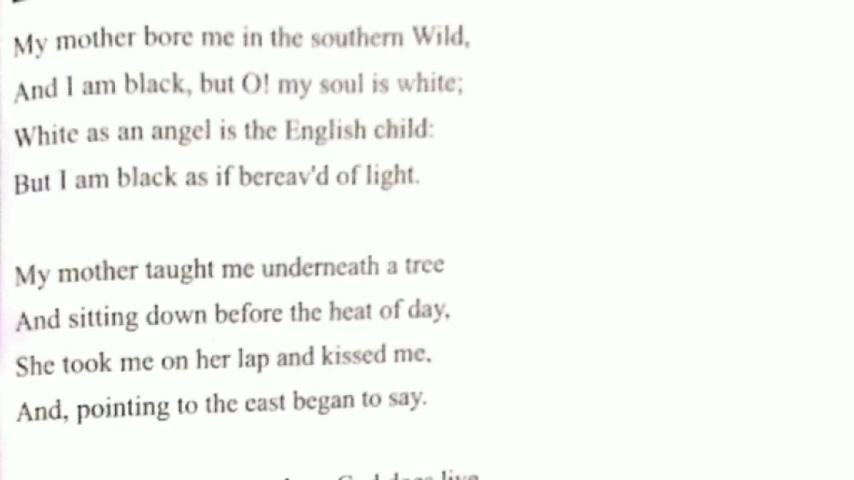 My mother bore me in the southern Wild,
And I am black, but O! my soul is white;
White as an angel is the English child:
But I am black as if bereav'd of light.
My mother taught me underneath a tree
And sitting down before the heat of day,
She took me on her lap and kissed me,
And, pointing to the east began to say.
God does live